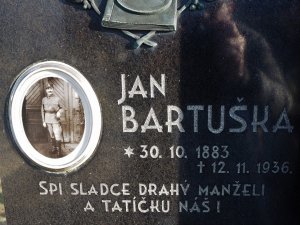 JAN
BARTUŠKA
* 30. 10. 1883
† 12. 11. 1936.
SPI SLADCE DRAHÝ MANŽELI
A TATÍČKU NÁŠ!